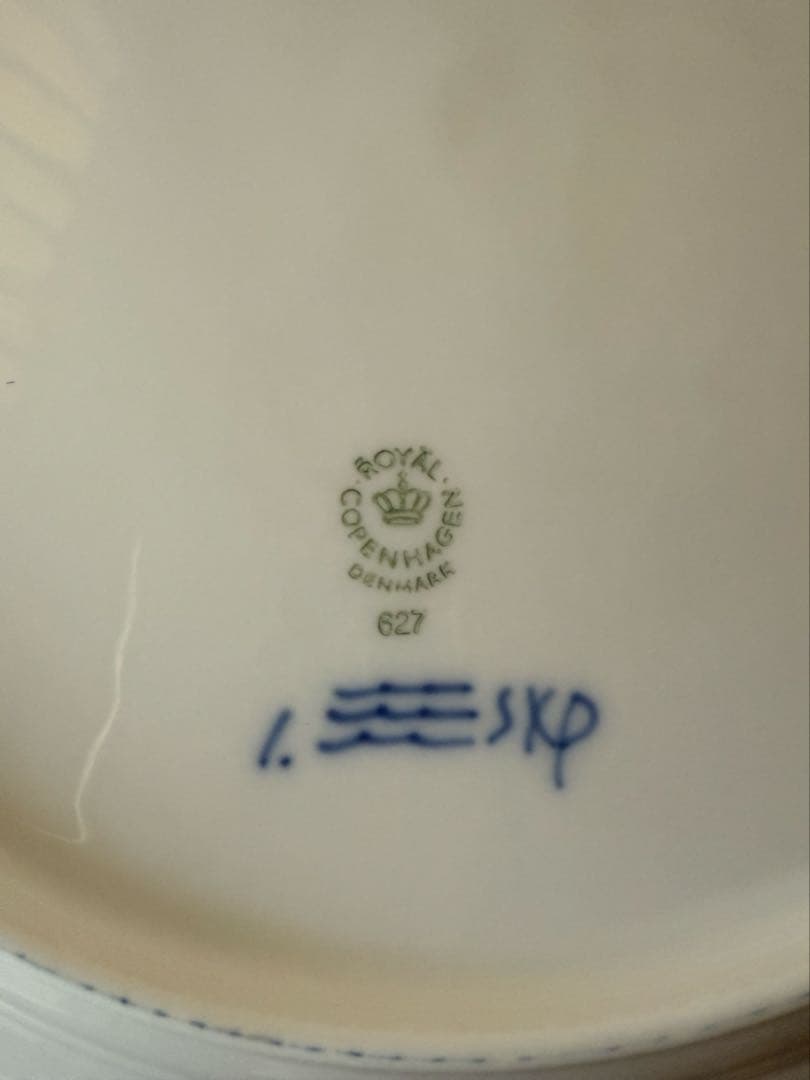 ROYAL
COPENHAGEN
DENMARK
627
1. SKP